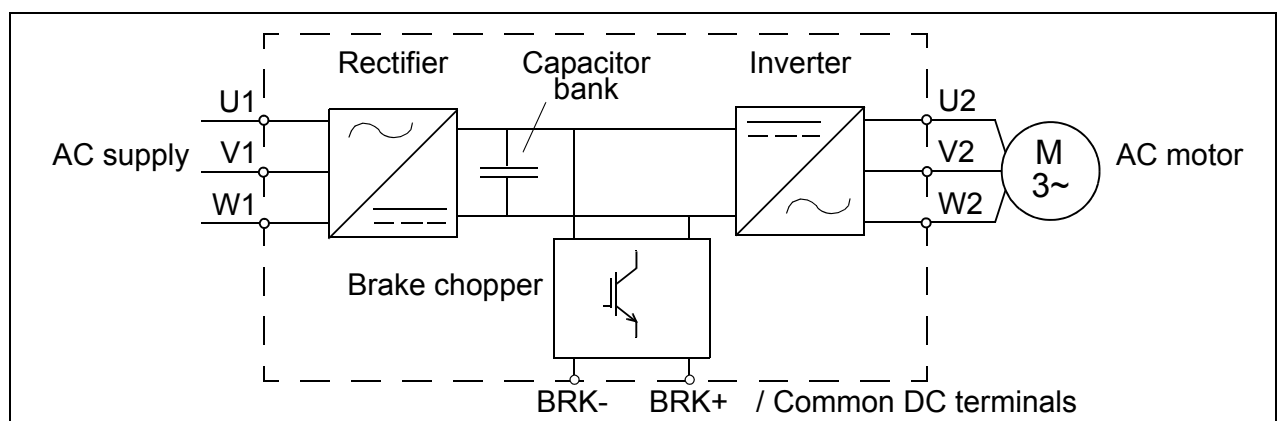 Rectifier
Capacitor
bank
Inverter
U1
U2
AC supply
V1
V2
M
3~
AC motor
W1
W2
Brake chopper
BRK-
BRK+
/ Common DC terminals